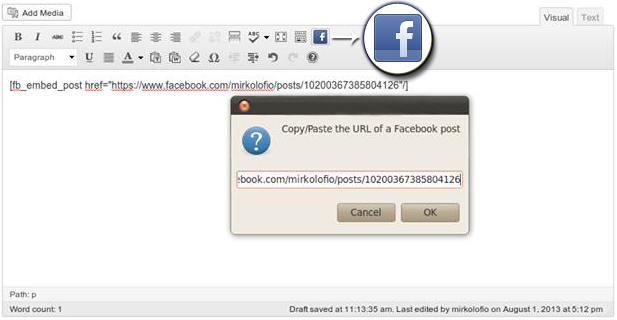 Add Media
Visual Text
B I ABC “ ABC f f
Paragraph U A T W Ω ?
[fb_embed_post href="https://www.facebook.com/mirkolofio/posts/10200367385804126"/]
Copy/Paste the URL of a Facebook post
?
ebook.com/mirkolofio/posts/10200367385804126
Cancel OK
Path: p
Word count: 1 Draft saved at 11:13:35 am. Last edited by mirkolofio on August 1, 2013 at 5:12 pm